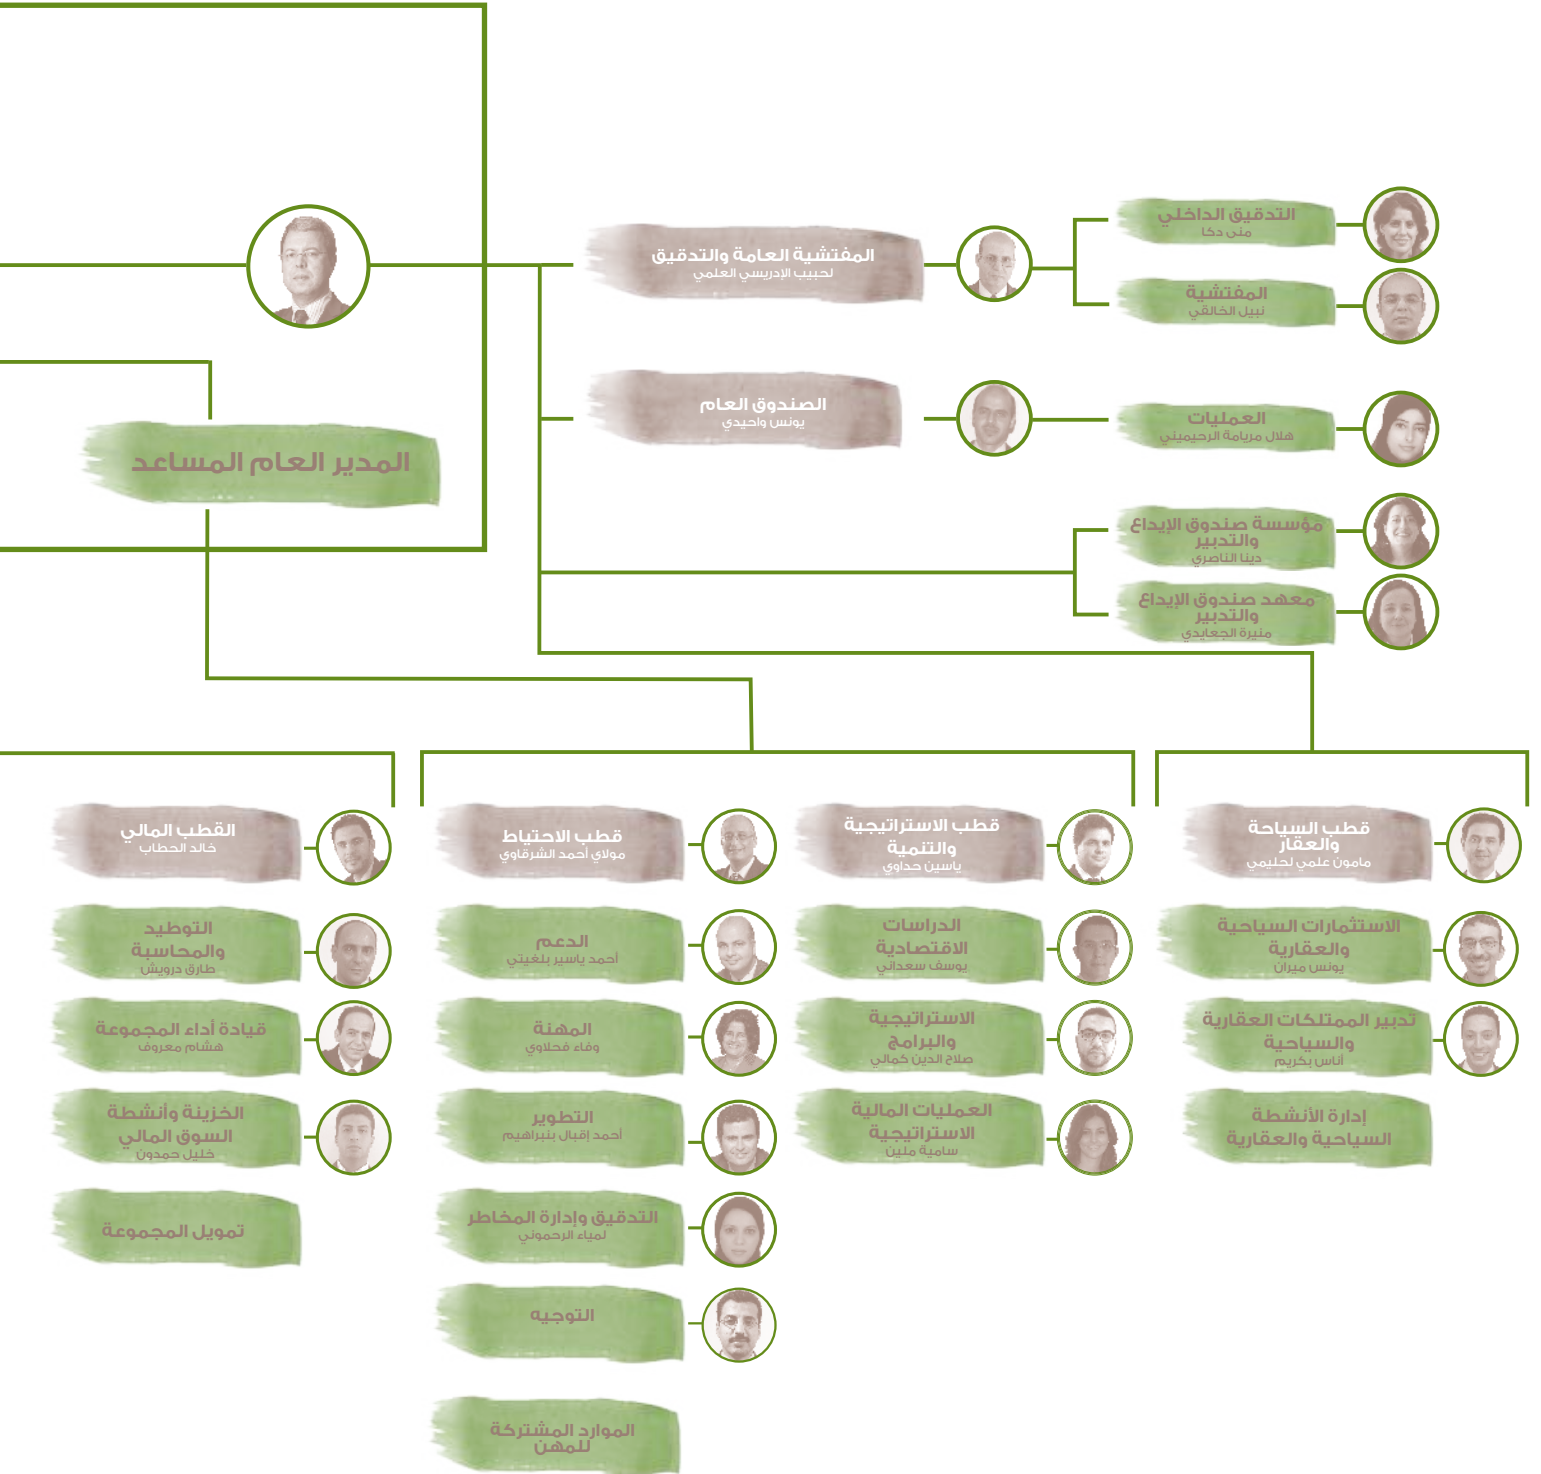 التدقيق الداخلي
منى دكا
المفتشية العامة والتدقيق
لحبيب الإدريسي العلمي
المفتشية
نبيل الخالقي
الصندوق العام
يونس واحيدي
العمليات
هلال مريامة الرحيميني
المدير العام المساعد
مؤسسة صندوق الإيداع
والتدبير
دينا الناصري
معهد صندوق الإيداع
والتدبير
منيرة الجعايدي
قطب السياحة
والعقار
مامون علمي لحليمي
الاستثمارات السياحية
والعقارية
يونس ميران
تدبير الممتلكات العقارية
والسياحية
أناس بكريم
إدارة الأنشطة
السياحية والعقارية
قطب الاستراتيجية
والتنمية
ياسين حداوي
الدراسات
الاقتصادية
يوسف سعداني
الاستراتيجية
والبرامج
صلاح الدين كمالي
العمليات المالية
الاستراتيجية
سامية ملين
قطب الاحتياط
مولاي أحمد الشرقاوي
الدعم
أحمد ياسير بلغيتي
المهنة
وفاء فحلاوي
التطوير
أحمد إقبال بنبراهيم
التدقيق وإدارة المخاطر
لمياء الرحموني
التوجيه
الموارد المشتركة
للمهن
القطب المالي
خالد الحطاب
التوطيد
والمحاسبة
طارق درويش
قيادة أداء المجموعة
هشام معروف
الخزينة وأنشطة
السوق المالي
خليل حمدون
تمويل المجموعة